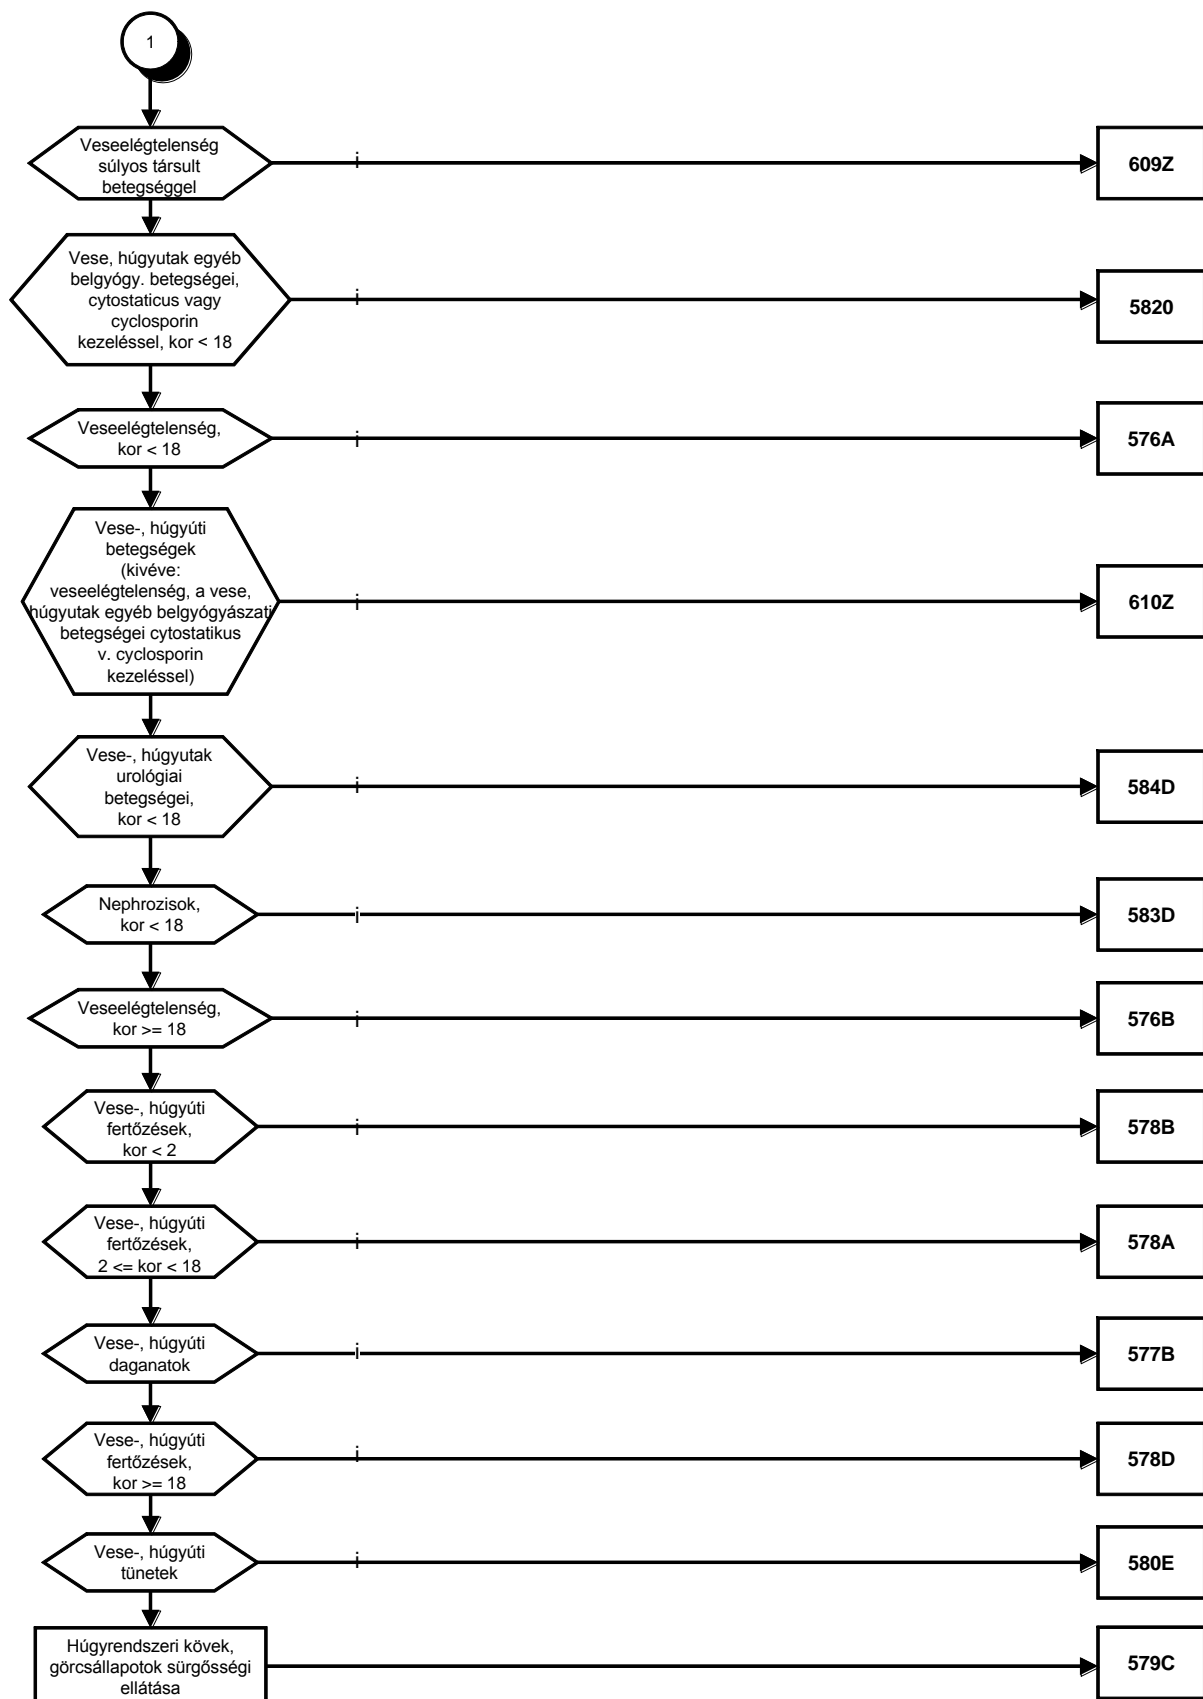 1
Veseelégtelenség
súlyos társult
betegséggel
i
609Z
Vese, húgyutak egyéb
belgyógy. betegségei,
cytostaticus vagy
cyclosporin
kezeléssel, kor < 18
i
5820
Veseelégtelenség,
kor < 18
i
576A
Vese-, húgyúti
betegségek
(kivéve:
veseelégtelenség, a vese,
húgyutak egyéb belgyógyászati
betegségei cytostatikus
v. cyclosporin
kezeléssel)
i
610Z
Vese-, húgyutak
urológiai
betegségei,
kor < 18
i
584D
Nephrozisok,
kor < 18
i
583D
Veseelégtelenség,
kor >= 18
i
576B
Vese-, húgyúti
fertőzések,
kor < 2
i
578B
Vese-, húgyúti
fertőzések,
2 <= kor < 18
i
578A
Vese-, húgyúti
daganatok
i
577B
Vese-, húgyúti
fertőzések,
kor >= 18
i
578D
Vese-, húgyúti
tünetek
i
580E
Húgyrendszeri kövek,
görcsállapotok sürgősségi
ellátása
579C